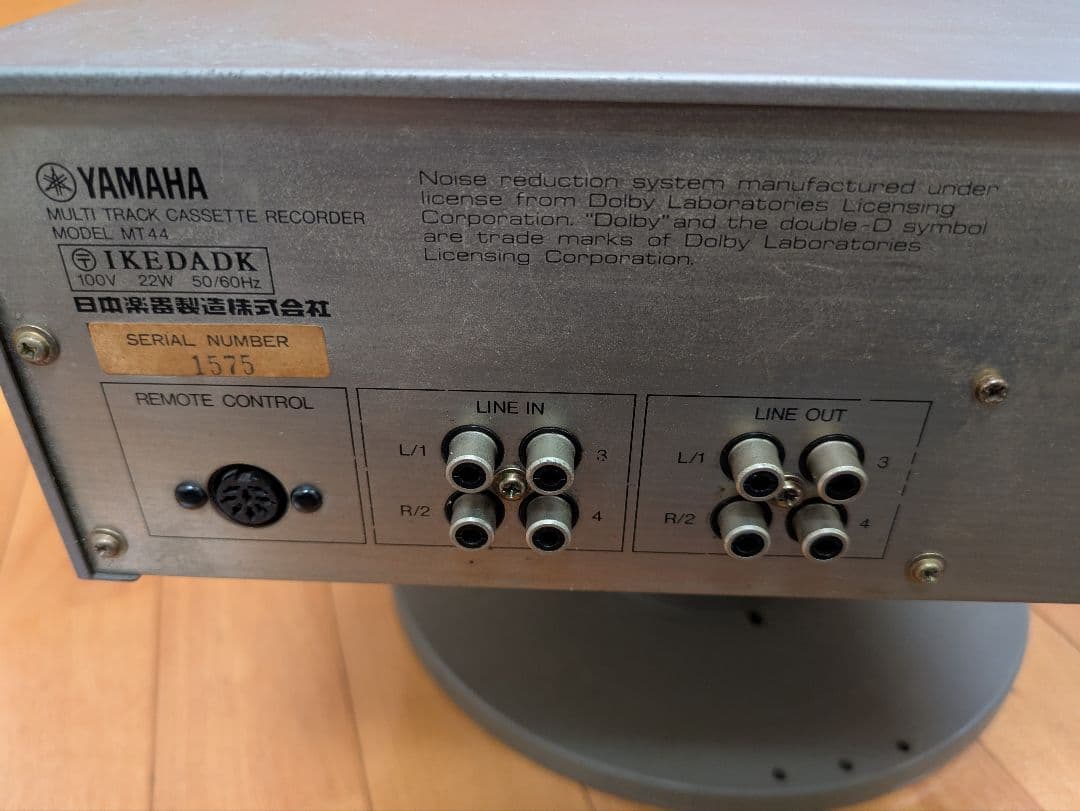 YAMAHA
MULTI TRACK CASSETTE RECORDER
MODEL MT44
〒 IKEDADK
100V 22W 50/60Hz
日本楽器製造株式会社
SERIAL NUMBER
1575
Noise reduction system manufactured under
license from Dolby Laboratories Licensing
Corporation. "Dolby" and the double-D symbol
are trade marks of Dolby Laboratories
Licensing Corporation.
REMOTE CONTROL
LINE IN
L/1
3
R/2
4
LINE OUT
L/1
3
R/2
4